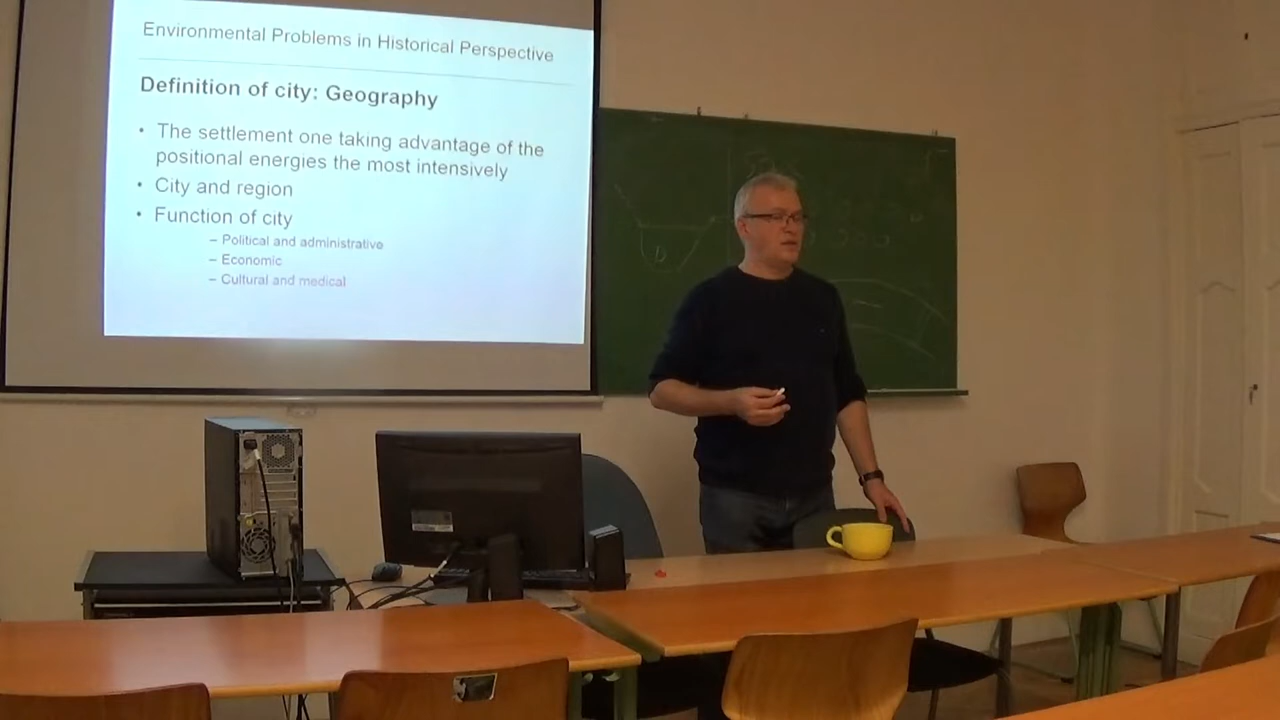 Environmental Problems in Historical Perspective
Definition of city: Geography
• The settlement one taking advantage of the
positional energies the most intensively
• City and region
• Function of city
– Political and administrative
– Economic
– Cultural and medical